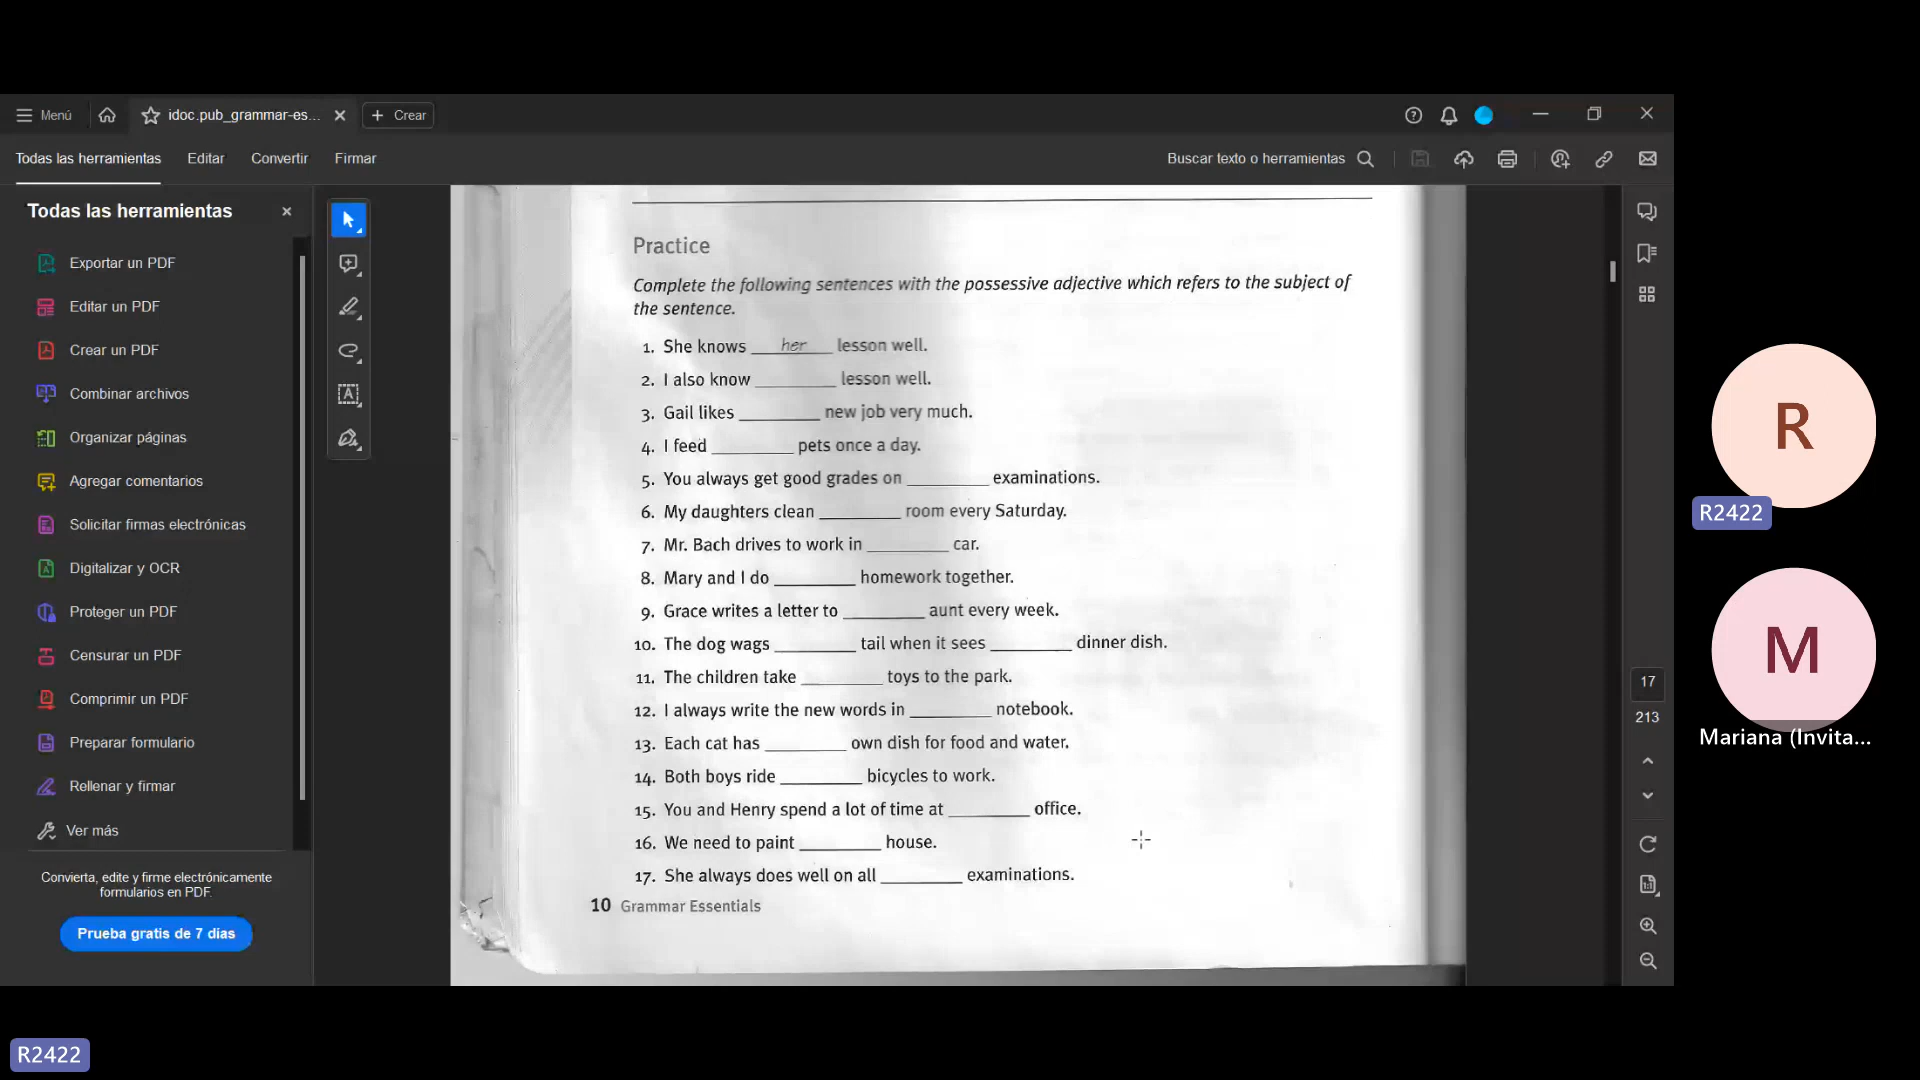 Menú
idoc.pub_grammar-es...
Crear
Todas las herramientas
Editar
Convertir
Firmar
Buscar texto o herramientas
Todas las herramientas
Exportar un PDF
Editar un PDF
Crear un PDF
Combinar archivos
Organizar páginas
Agregar comentarios
Solicitar firmas electrónicas
Digitalizar y OCR
Proteger un PDF
Censurar un PDF
Comprimir un PDF
Preparar formulario
Rellenar y firmar
Ver más
Convierta, edite y firme electrónicamente
formularios en PDF.
Prueba gratis de 7 días
Practice
Complete the following sentences with the possessive adjective which refers to the subject of
the sentence.
1. She knows her lesson well.
2. I also know ________ lesson well.
3. Gail likes ________ new job very much.
4. I feed ________ pets once a day.
5. You always get good grades on ________ examinations.
6. My daughters clean ________ room every Saturday.
7. Mr. Bach drives to work in ________ car.
8. Mary and I do ________ homework together.
9. Grace writes a letter to ________ aunt every week.
10. The dog wags ________ tail when it sees ________ dinner dish.
11. The children take ________ toys to the park.
12. I always write the new words in ________ notebook.
13. Each cat has ________ own dish for food and water.
14. Both boys ride ________ bicycles to work.
15. You and Henry spend a lot of time at ________ office.
16. We need to paint ________ house.
17. She always does well on all ________ examinations.
10 Grammar Essentials
17
213
R
R2422
M
Mariana (Invita...
R2422